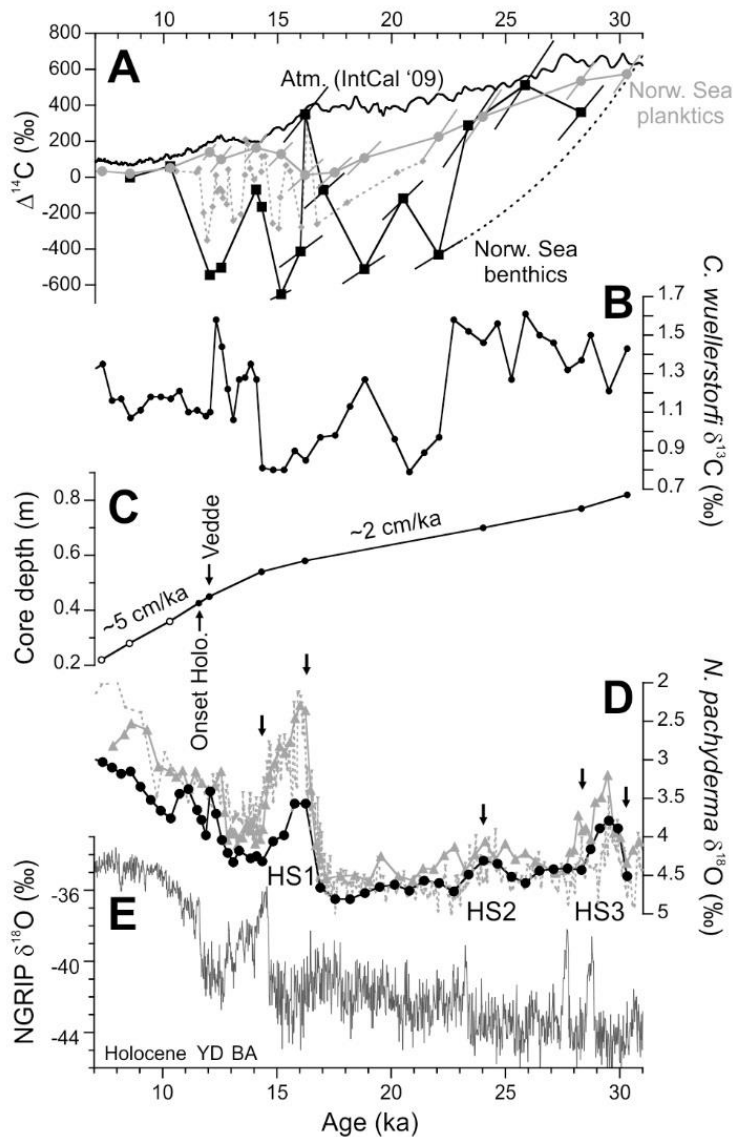 10 15 20 25 30
800
600
400
200
0
-200
-400
-600
Δ14C (‰)
A
Atm. (IntCal ‘09)
Norw. Sea
planktics
Norw. Sea
benthics
B
1.7
1.5
1.3
1.1
0.9
0.7
C. wuellerstorfi δ13C (‰)
C
0.8
0.6
0.4
0.2
Core depth (m)
~5 cm/ka
~2 cm/ka
Vedde
Onset Holo.
D
2
2.5
3
3.5
4
4.5
5
N. pachyderma δ18O (‰)
HS1
HS2
HS3
E
-36
-40
-44
NGRIP δ18O (‰)
Holocene YD BA
10 15 20 25 30
Age (ka)